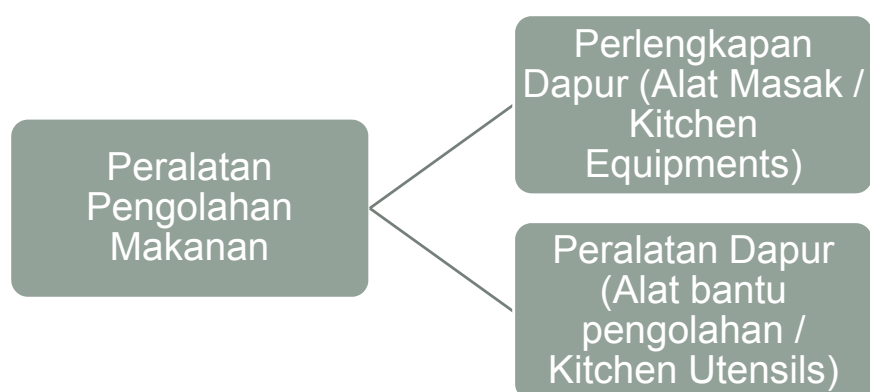 Peralatan
Pengolahan
Makanan
Perlengkapan
Dapur (Alat Masak /
Kitchen
Equipments)
Peralatan Dapur
(Alat bantu
pengolahan /
Kitchen Utensils)